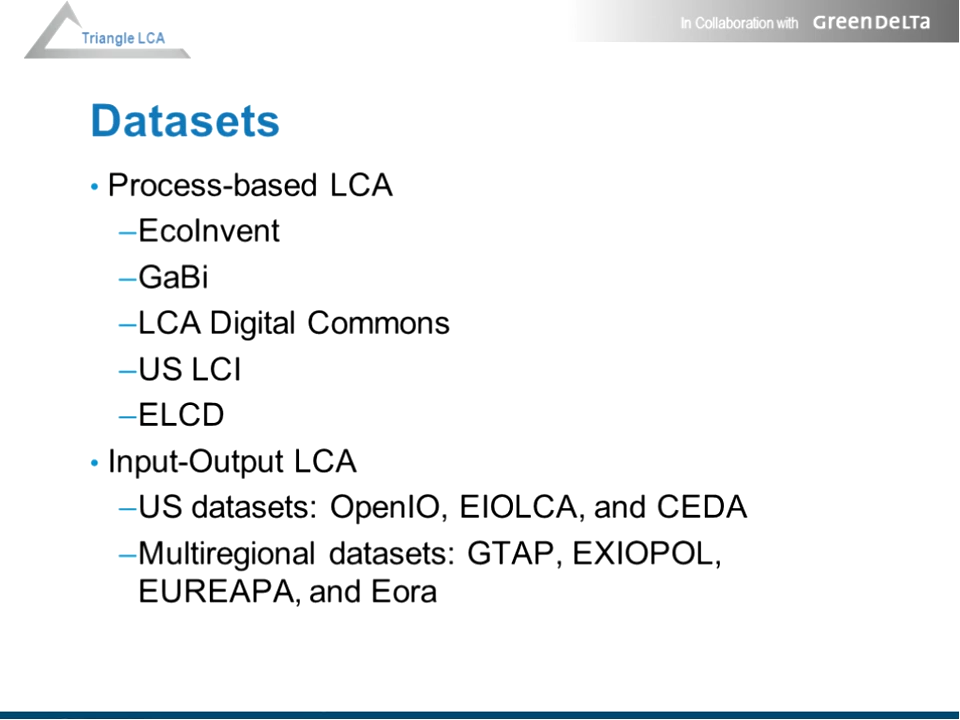 Triangle LCA
In Collaboration with GreenDeLTa
Datasets
• Process-based LCA
–EcoInvent
–GaBi
–LCA Digital Commons
–US LCI
–ELCD
• Input-Output LCA
–US datasets: OpenIO, EIOLCA, and CEDA
–Multiregional datasets: GTAP, EXIOPOL,
EUREAPA, and Eora